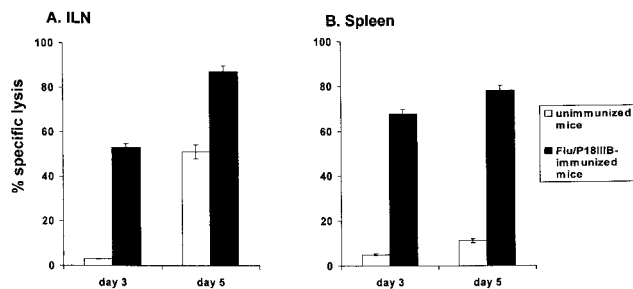 A. ILN
B. Spleen
% specific lysis
100
80
60
40
20
0
day 3
day 5
100
80
60
40
20
0
day 3
day 5
unimmunized
mice
Flu/P18IIIB-
immunized
mice